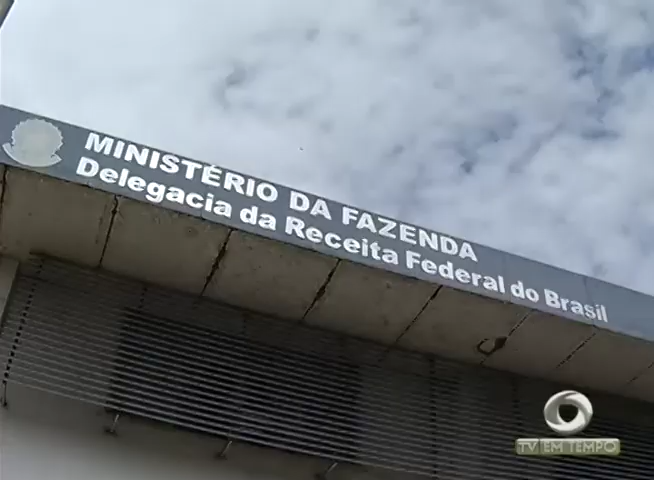 MINISTÉRIO DA FAZENDA
Delegacia da Receita Federal do Brasil
TV EM TEMPO